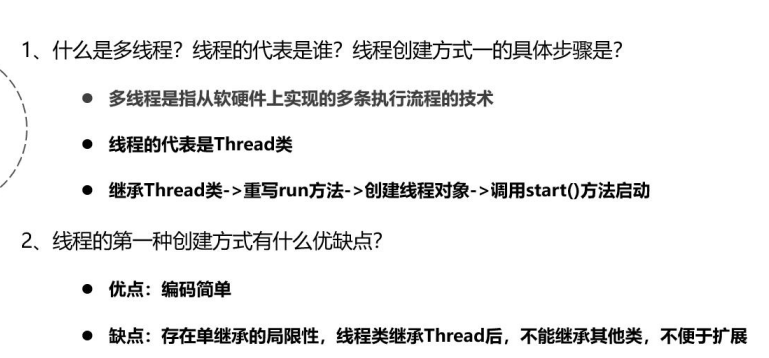 1、什么是多线程？线程的代表是谁？线程创建方式一的具体步骤是？
● 多线程是指从软硬件上实现的多条执行流程的技术
● 线程的代表是Thread类
● 继承Thread类->重写run方法->创建线程对象->调用start()方法启动
2、线程的第一种创建方式有什么优缺点？
● 优点：编码简单
● 缺点：存在单继承的局限性，线程类继承Thread后，不能继承其他类，不便于扩展